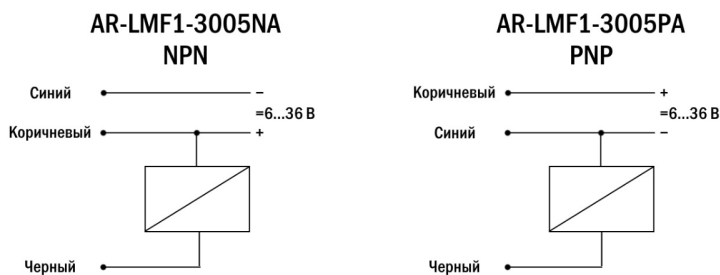 AR-LMF1-3005NA
NPN
Синий
−
=6...36 В
Коричневый
+
Черный
AR-LMF1-3005PA
PNP
Коричневый
+
=6...36 В
Синий
−
Черный